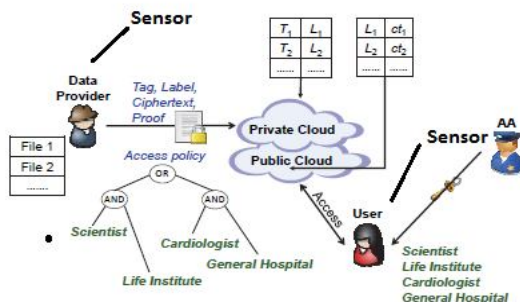 Sensor
T1 L1
T2 L2
...... ......
L1 ct1
L2 ct2
...... ......
Data
Provider
Tag, Label,
Ciphertext,
Proof
File 1
File 2
.......
Private Cloud
Public Cloud
Sensor
AA
Access policy
OR
AND
AND
Scientist
Life Institute
Cardiologist
General Hospital
Access
User
Scientist
Life Institute
Cardiologist
General Hospital